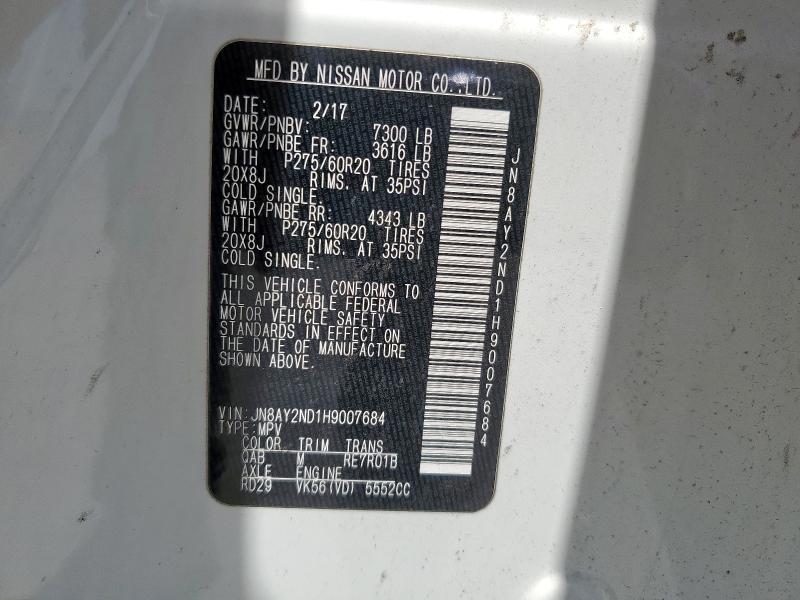 MFD BY NISSAN MOTOR CO.,LTD.
DATE: 2/17
GVWR/PNBV: 7300 LB
GAWR/PNBE FR: 3616 LB
WITH P275/60R20 TIRES
20X8J RIMS. AT 35PSI
COLD SINGLE.
GAWR/PNBE RR: 4343 LB
WITH P275/60R20 TIRES
20X8J RIMS. AT 35PSI
COLD SINGLE.
THIS VEHICLE CONFORMS TO
ALL APPLICABLE FEDERAL
MOTOR VEHICLE SAFETY
STANDARDS IN EFFECT ON
THE DATE OF MANUFACTURE
SHOWN ABOVE.
VIN: JN8AY2ND1H9007684
TYPE: MPV
COLOR TRIM TRANS
QAB M RE7R01B
AXLE ENGINE
RD29 VK56(VD) 5552CC
JN8AY2ND1H9007684